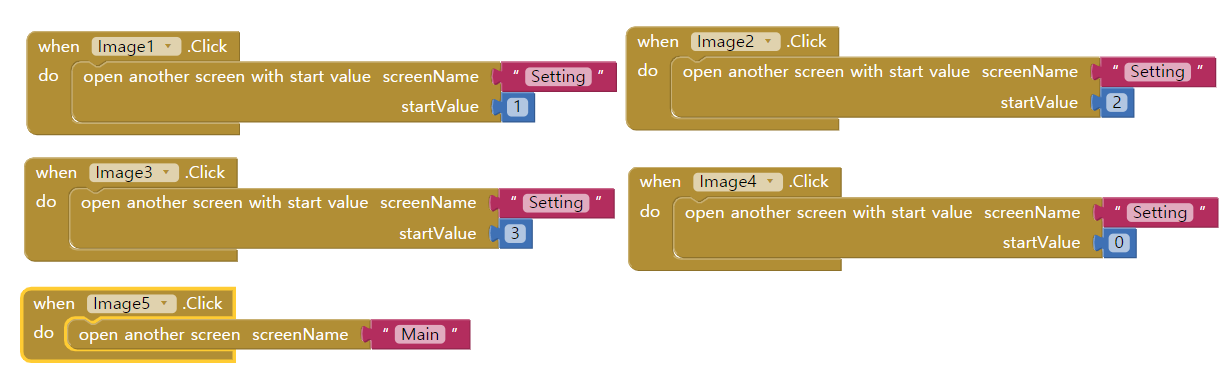 when Image1 .Click
do open another screen with start value screenName " Setting "
startValue 1
when Image2 .Click
do open another screen with start value screenName " Setting "
startValue 2
when Image3 .Click
do open another screen with start value screenName " Setting "
startValue 3
when Image4 .Click
do open another screen with start value screenName " Setting "
startValue 0
when Image5 .Click
do open another screen screenName " Main "